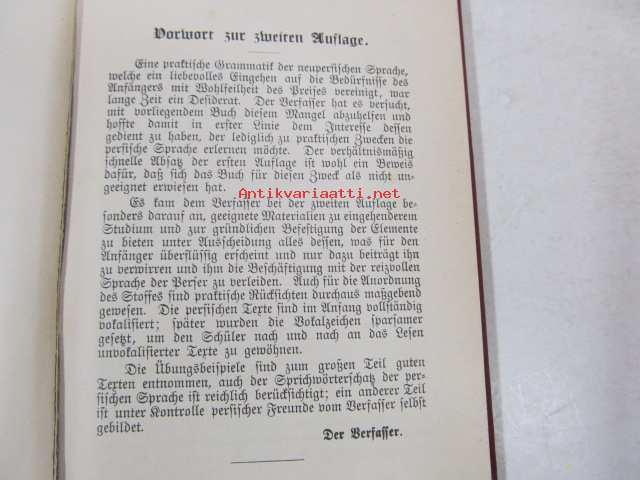 Vorwort zur zweiten Auflage.
Eine praktische Grammatik der neupersischen Sprache,
welche ein liebevolles Eingehen auf die Bedürfnisse des
Anfängers mit Wohlfeilheit des Preises vereinigt, war
lange Zeit ein Desiderat. Der Verfasser hat es versucht,
mit vorliegendem Buch diesem Mangel abzuhelfen und
hoffte damit in erster Linie dem Interesse dessen
gedient zu haben, der lediglich zu praktischen Zwecken die
persische Sprache erlernen möchte. Der verhältnismäßig
schnelle Absatz der ersten Auflage ist wohl ein Beweis
dafür, daß sich das Buch für diesen Zweck als nicht un-
geeignet erwiesen hat.
Antikvariaatti.net
Es kam dem Verfasser bei der zweiten Auflage be-
sonders darauf an, geeignete Materialien zu eingehenderem
Studium und zur gründlichen Befestigung der Elemente
zu bieten unter Ausscheidung alles dessen, was für den
Anfänger überflüssig erscheint und nur dazu beiträgt ihn
zu verwirren und ihm die Beschäftigung mit der reizvollen
Sprache der Perser zu verleiden. Auch für die Anordnung
des Stoffes sind praktische Rücksichten durchaus maßgebend
gewesen. Die persischen Texte sind im Anfang vollständig
vokalisiert; später wurden die Vokalzeichen sparsamer
gesetzt, um den Schüler nach und nach an das Lesen
unvokalisierter Texte zu gewöhnen.
Die Übungsbeispiele sind zum großen Teil guten
Texten entnommen, auch der Sprichwörterschatz der per-
sischen Sprache ist reichlich berücksichtigt; ein anderer Teil
ist unter Kontrolle persischer Freunde vom Verfasser selbst
gebildet.
Der Verfasser.